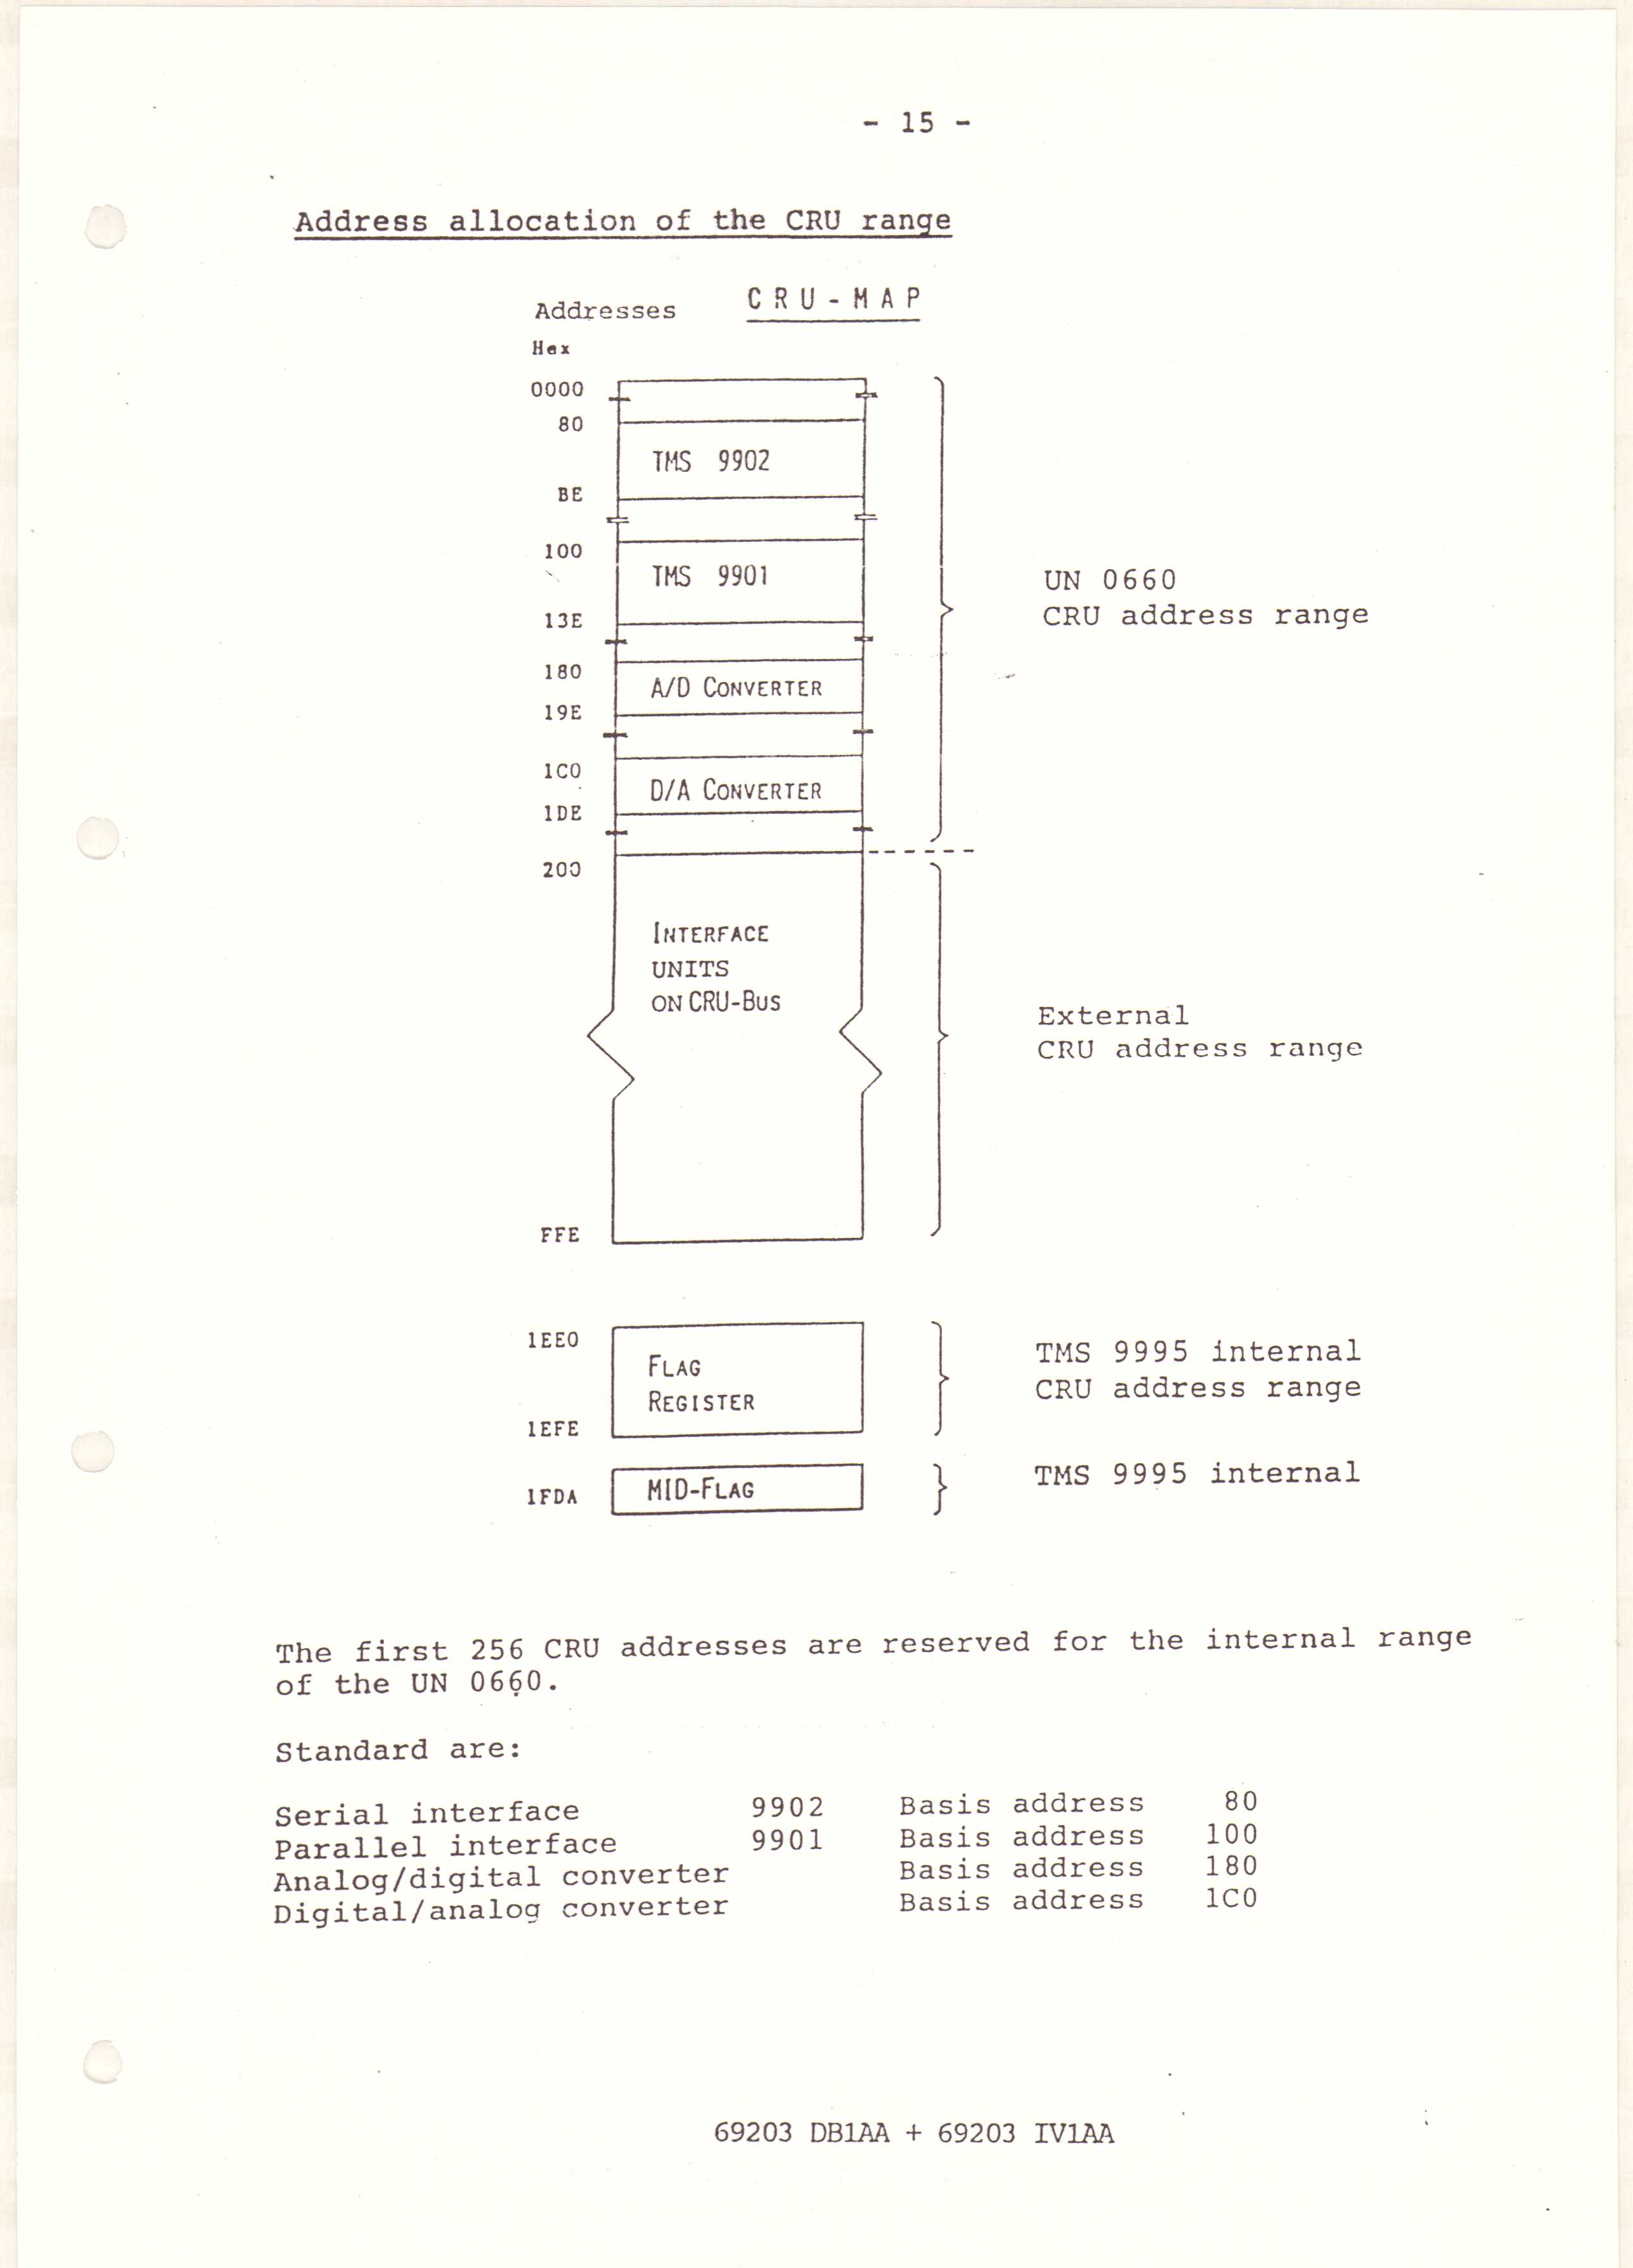 - 15 -
Address allocation of the CRU range
Addresses CRU-MAP
Hex
0000
80
TMS 9902
BE
100
TMS 9901
13E
UN 0660
CRU address range
180
A/D CONVERTER
19E
1C0
D/A CONVERTER
1DE
200
INTERFACE
UNITS
ON CRU-BUS
External
CRU address range
FFE
1EE0
FLAG
REGISTER
1EFE
TMS 9995 internal
CRU address range
1FDA
MID-FLAG
TMS 9995 internal
The first 256 CRU addresses are reserved for the internal range
of the UN 0660.
Standard are:
Serial interface 9902 Basis address 80
Parallel interface 9901 Basis address 100
Analog/digital converter Basis address 180
Digital/analog converter Basis address 1C0
69203 DB1AA + 69203 IV1AA